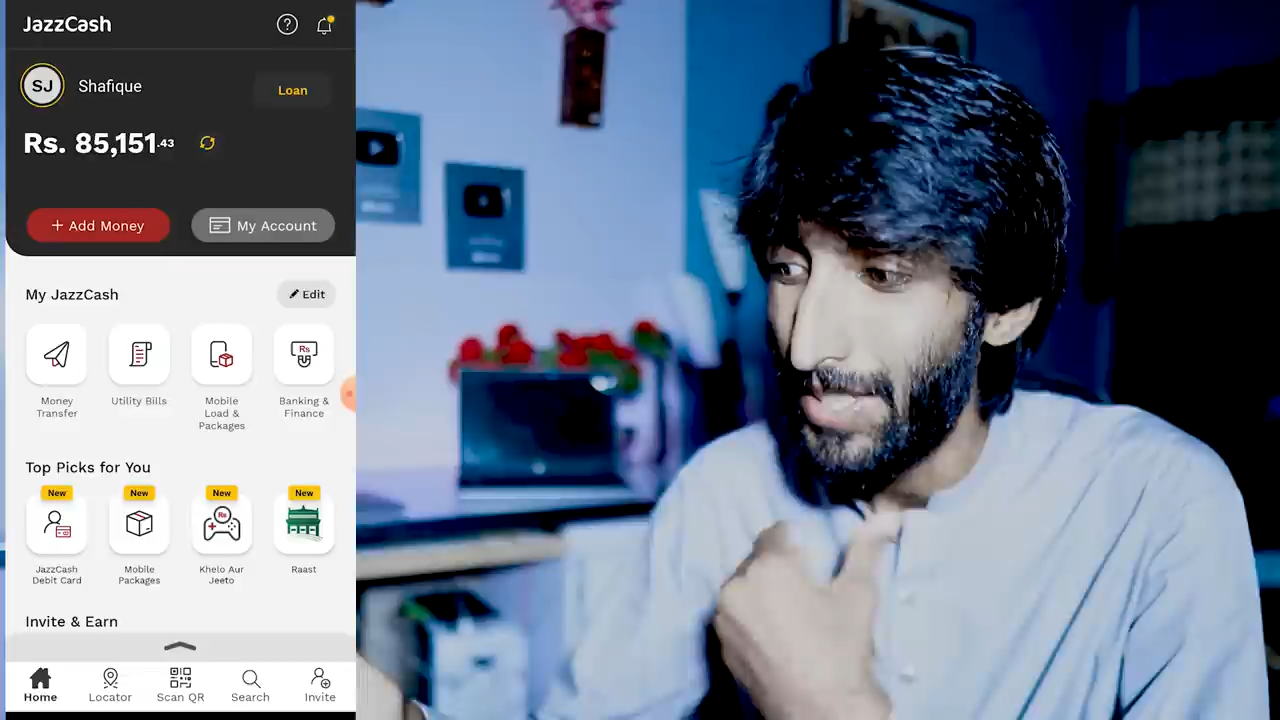 JazzCash
SJ
Shafique
Loan
Rs. 85,151.43
+ Add Money
My Account
My JazzCash
Edit
Rs
Money
Transfer
Utility Bills
Mobile
Load &
Packages
Banking &
Finance
Top Picks for You
New
New
New
New
Rs
JazzCash
Debit Card
Mobile
Packages
Khelo Aur
Jeeto
Raast
Invite & Earn
Home
Locator
Scan QR
Search
Invite